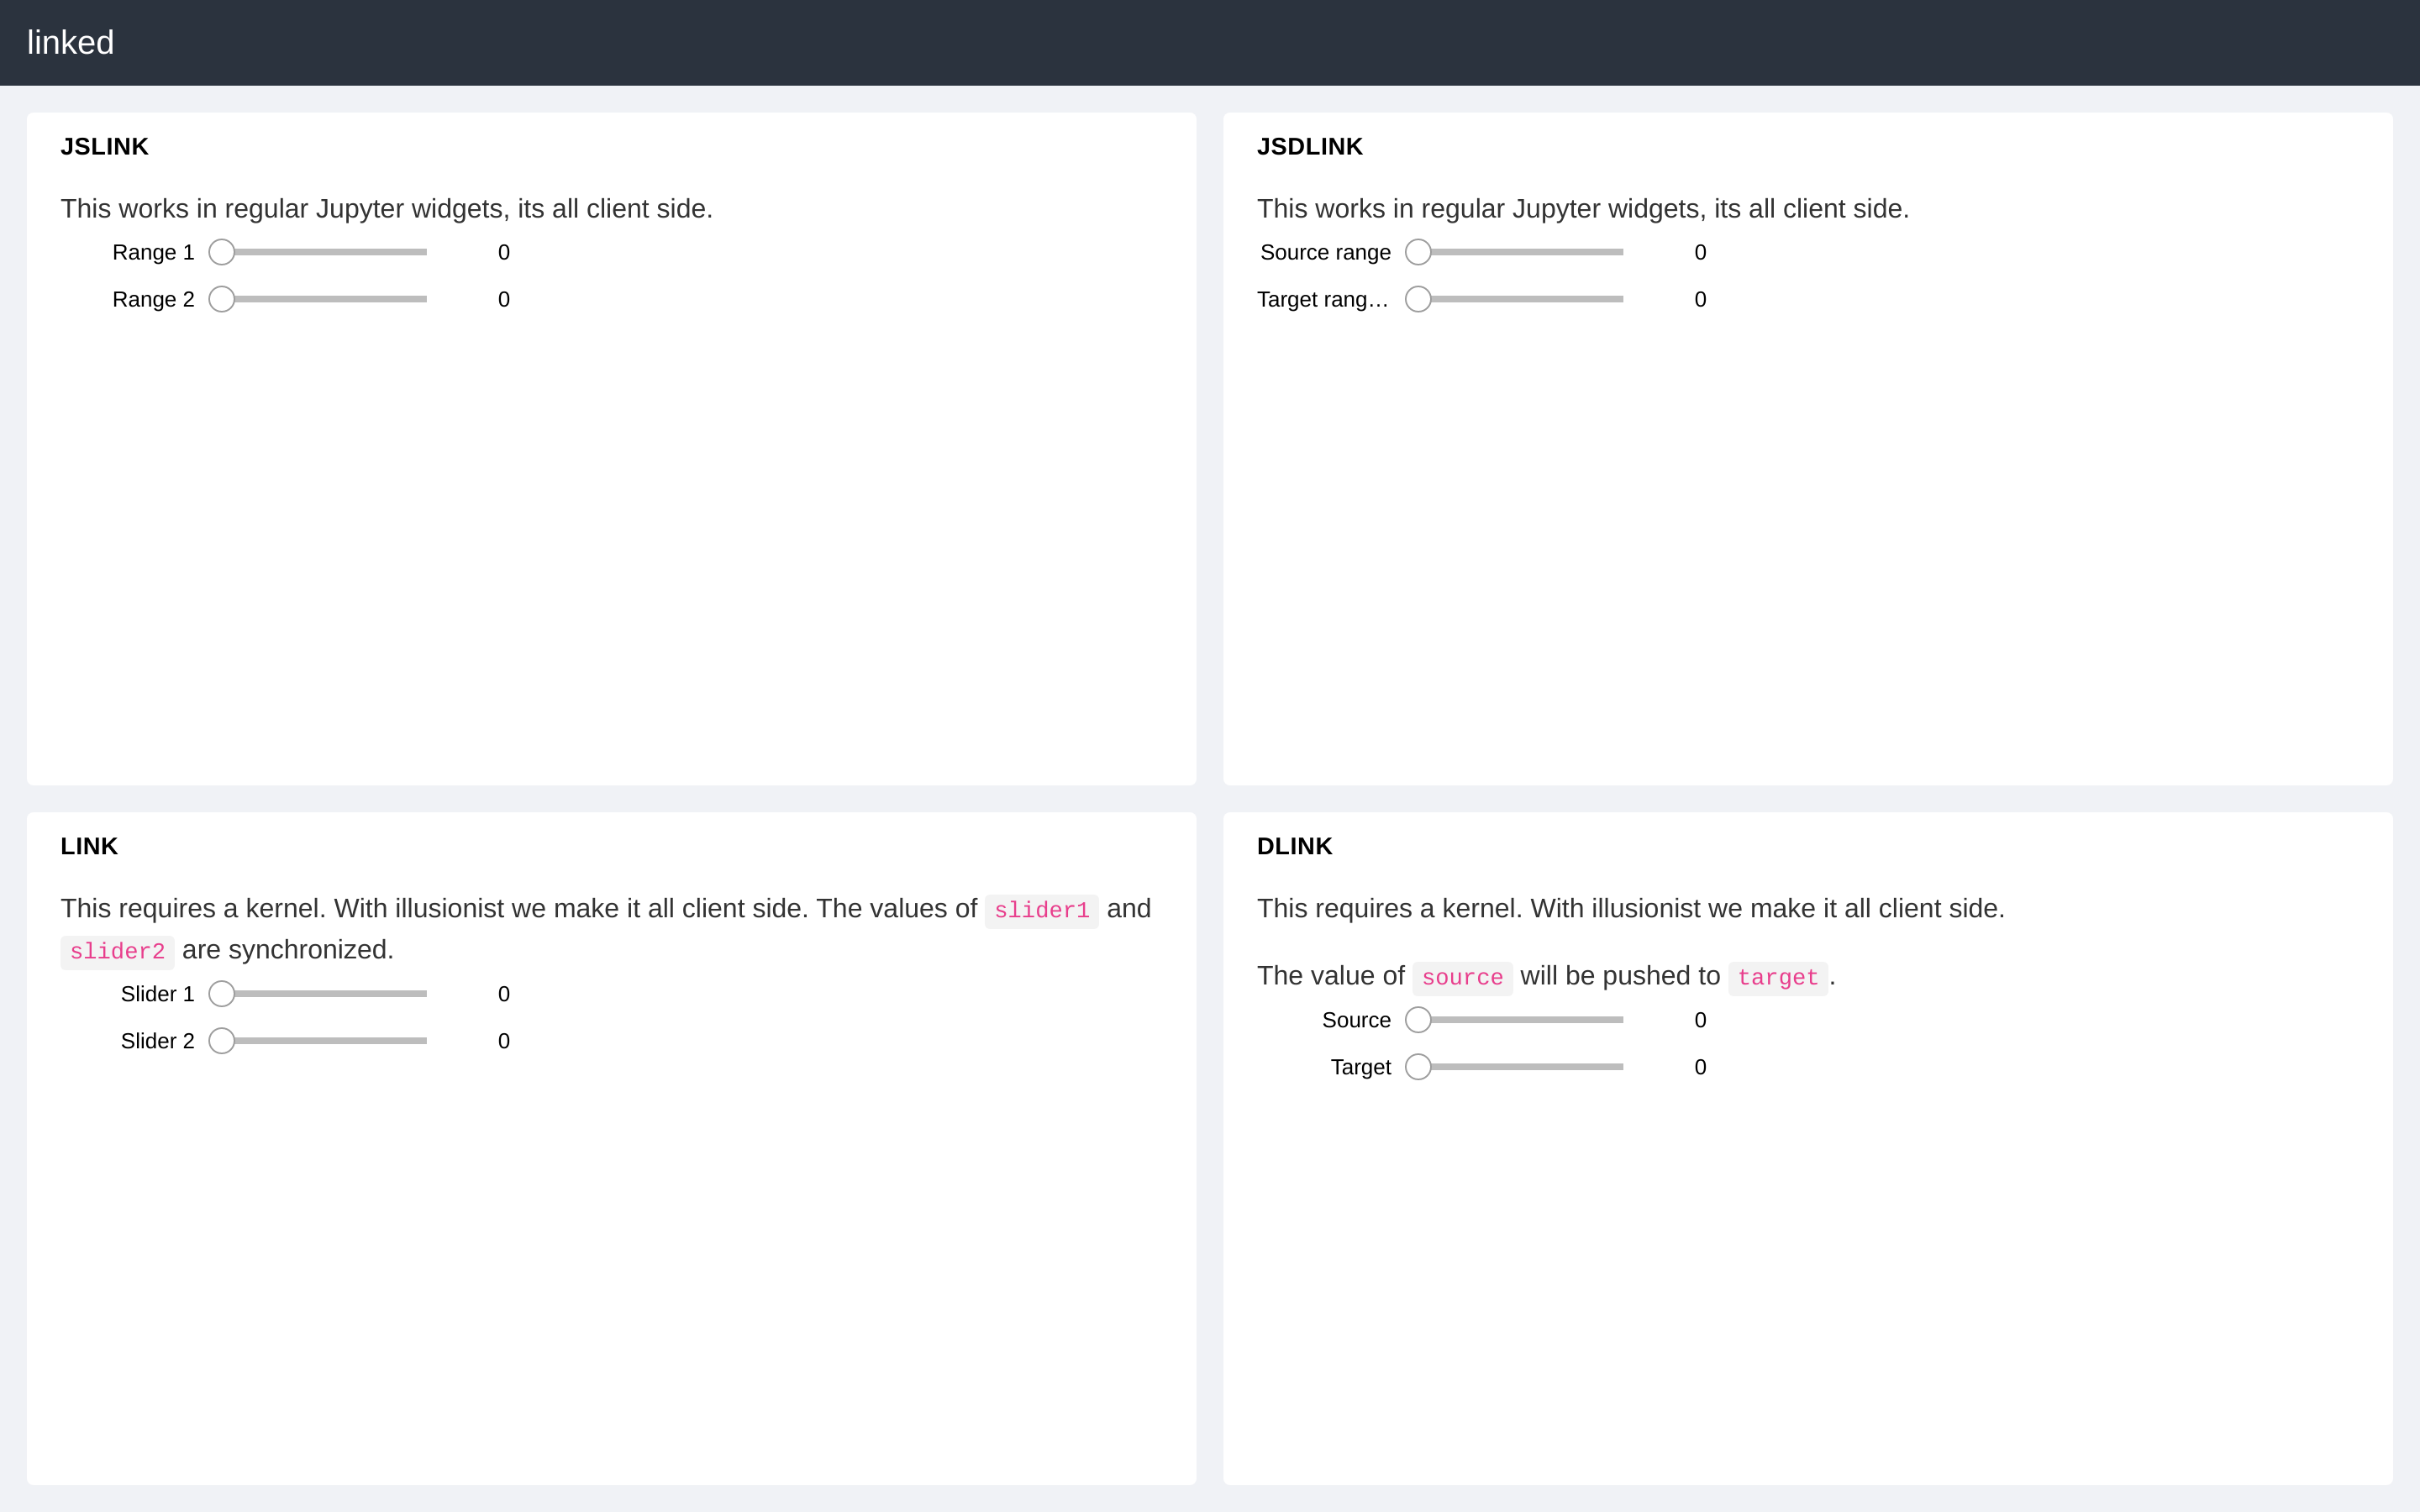 linked
JSLINK
This works in regular Jupyter widgets, its all client side.
Range 1 0
Range 2 0
JSDLINK
This works in regular Jupyter widgets, its all client side.
Source range 0
Target rang… 0
LINK
This requires a kernel. With illusionist we make it all client side. The values of slider1 and
slider2 are synchronized.
Slider 1 0
Slider 2 0
DLINK
This requires a kernel. With illusionist we make it all client side.
The value of source will be pushed to target.
Source 0
Target 0